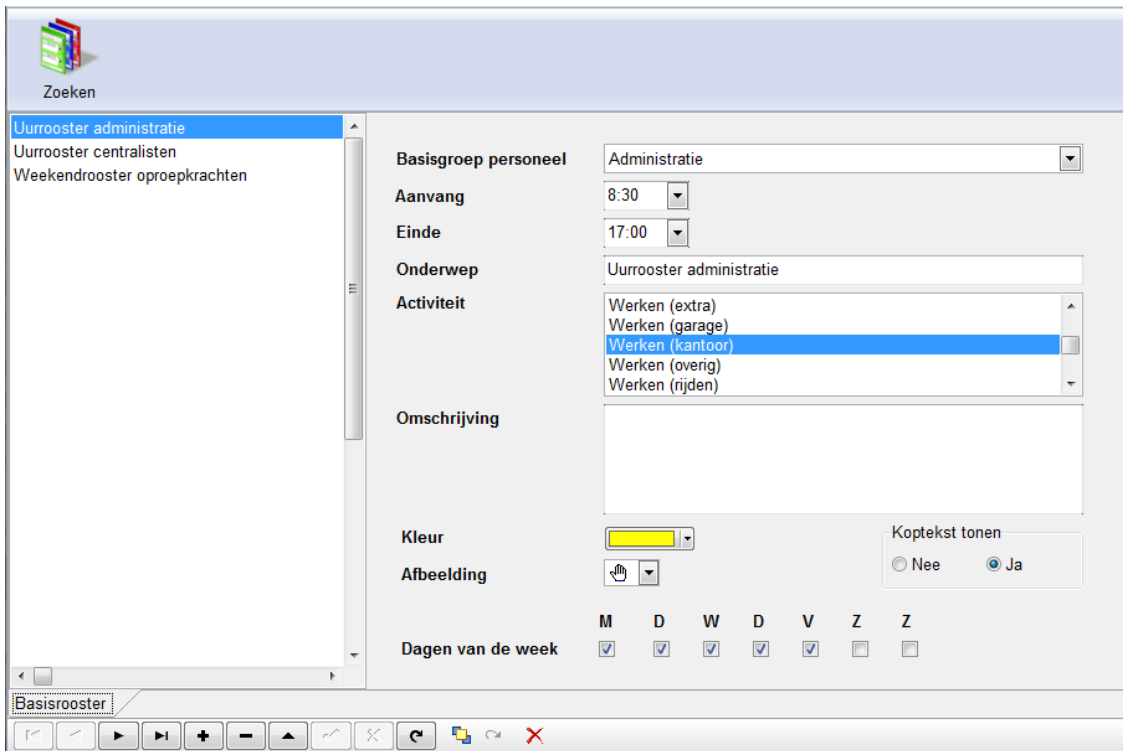 Zoeken
Uurrooster administratie
Uurrooster centralisten
Weekendrooster oproepkrachten
Basisgroep personeel Administratie
Aanvang 8:30
Einde 17:00
Onderwep Uurrooster administratie
Activiteit
Werken (extra)
Werken (garage)
Werken (kantoor)
Werken (overig)
Werken (rijden)
Omschrijving
Kleur
Koptekst tonen
Nee Ja
Afbeelding
M D W D V Z Z
Dagen van de week
Basisrooster